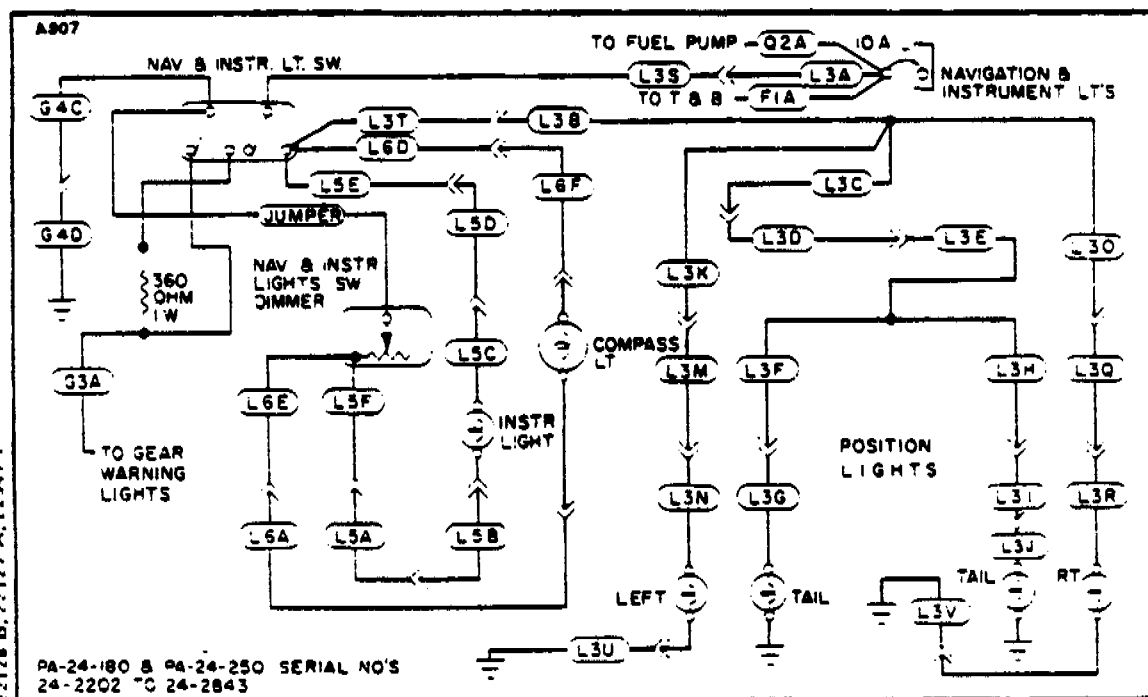 A907
TO FUEL PUMP
Q2A
10 A
NAV & INSTR. LT. SW.
L3S
L3A
NAVIGATION &
INSTRUMENT LT'S
TO T & B
F1A
G4C
L3T
L3B
L6D
L5E
L6F
L3C
JUMPER
L5D
G4D
L3D
L3E
L3O
NAV & INSTR
LIGHTS SW
DIMMER
360
OHM
1 W
L3K
COMPASS
LT
L5C
L3M
L3F
L3H
L3Q
G3A
L6E
L5F
INSTR
LIGHT
POSITION
LIGHTS
TO GEAR
WARNING
LIGHTS
L3N
L3G
L3I
L3R
L6A
L5A
L5B
L3J
LEFT
TAIL
TAIL
RT
L3V
L3U
PA-24-180 & PA-24-250 SERIAL NO'S
24-2202 TO 24-2843